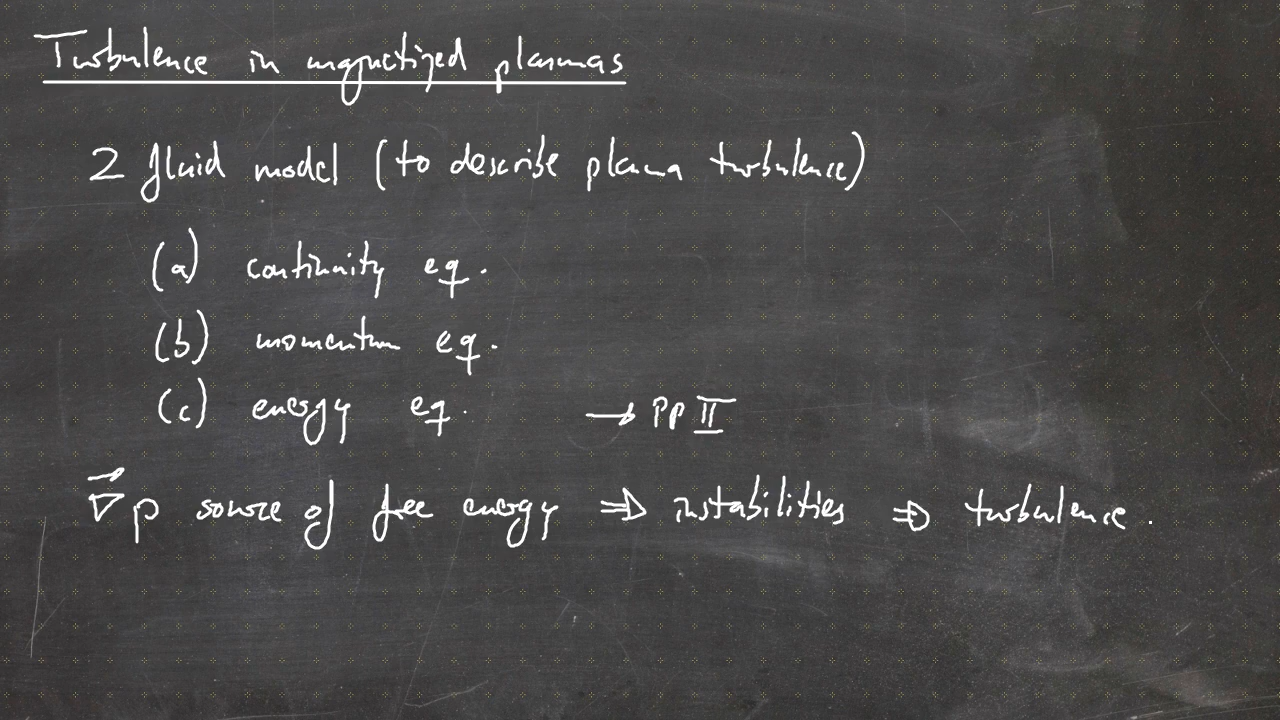 Turbulence in magnetized plasmas
2 fluid model (to describe plasma turbulence)
(a) continuity eq.
(b) momentum eq.
(c) energy eq. → PP II
∇⃗p source of free energy ⇒ instabilities ⇒ turbulence.